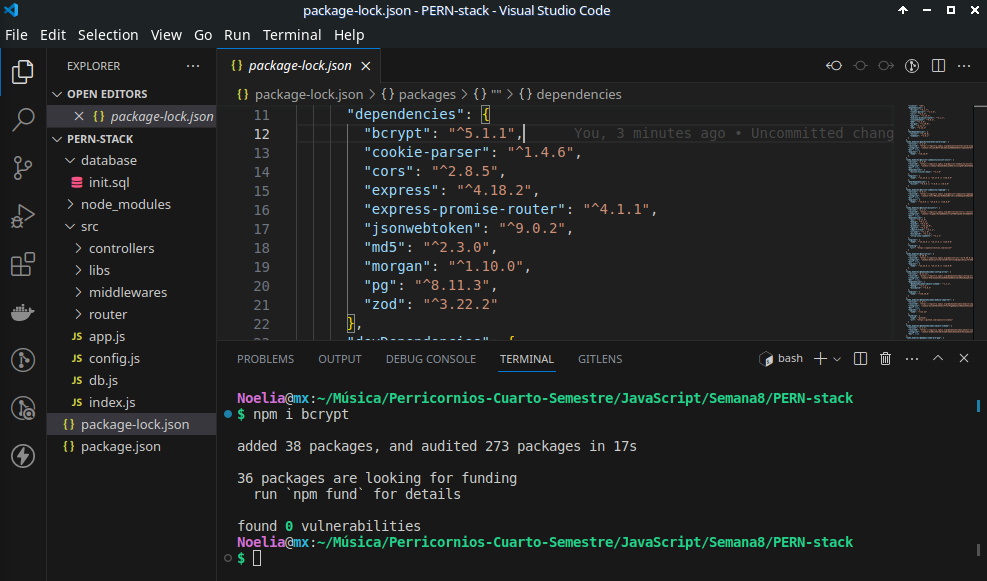 package-lock.json - PERN-stack - Visual Studio Code
File Edit Selection View Go Run Terminal Help
EXPLORER
OPEN EDITORS
{} package-lock.json
PERN-STACK
database
init.sql
node_modules
src
controllers
libs
middlewares
router
JS app.js
JS config.js
JS db.js
JS index.js
{} package-lock.json
{} package.json
{} package-lock.json
{} package-lock.json > {} packages > {} "" > {} dependencies
11 "dependencies": {
12 "bcrypt": "^5.1.1", You, 3 minutes ago • Uncommitted chang
13 "cookie-parser": "^1.4.6",
14 "cors": "^2.8.5",
15 "express": "^4.18.2",
16 "express-promise-router": "^4.1.1",
17 "jsonwebtoken": "^9.0.2",
18 "md5": "^2.3.0",
19 "morgan": "^1.10.0",
20 "pg": "^8.11.3",
21 "zod": "^3.22.2"
22 },
PROBLEMS OUTPUT DEBUG CONSOLE TERMINAL GITLENS bash
Noelia@mx:~/Música/Perricornios-Cuarto-Semestre/JavaScript/Semana8/PERN-stack
$ npm i bcrypt
added 38 packages, and audited 273 packages in 17s
36 packages are looking for funding
run `npm fund` for details
found 0 vulnerabilities
Noelia@mx:~/Música/Perricornios-Cuarto-Semestre/JavaScript/Semana8/PERN-stack
$